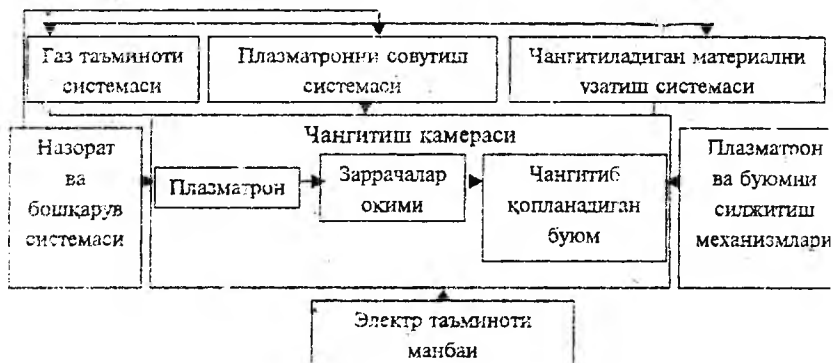 Газ таъминоти
системаси
Плазматронни совутиш
системаси
Чангитиладиган материални
узатиш системаси
Чангитиш камераси
Назорат
ва
бошқарув
системаси
Плазматрон
Заррачалар
оқими
Чангитиб
қопланадиган
буюм
Плазматрон
ва буюмни
силжитиш
механизмлари
Электр таъминоти
манбаи